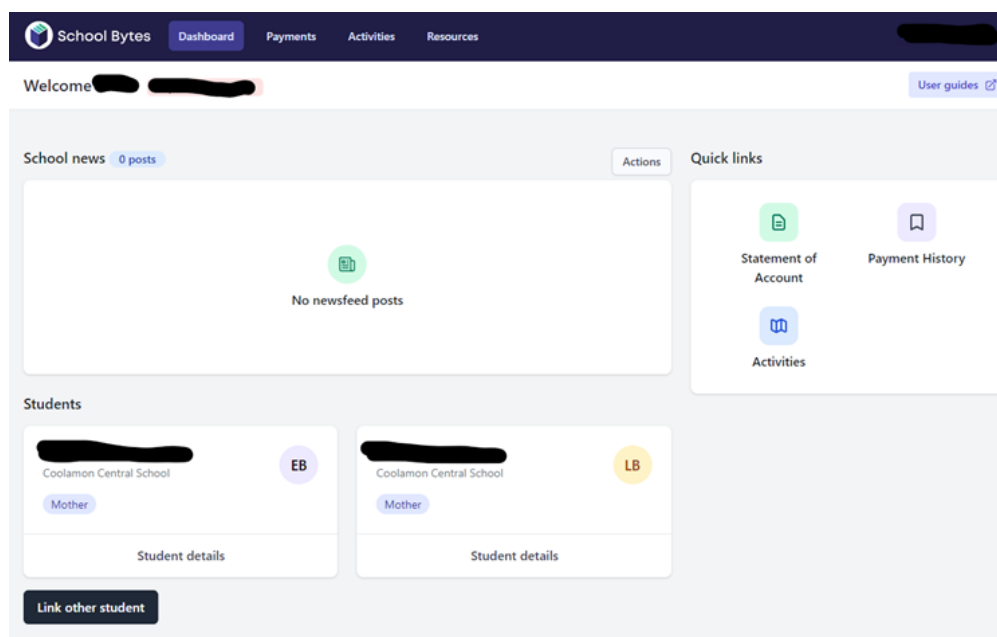 School Bytes Dashboard Payments Activities Resources
Welcome
User guides
School news 0 posts Actions Quick links
No newsfeed posts
Statement of Account
Payment History
Activities
Students
Coolamon Central School
EB
Mother
Student details
Coolamon Central School
LB
Mother
Student details
Link other student